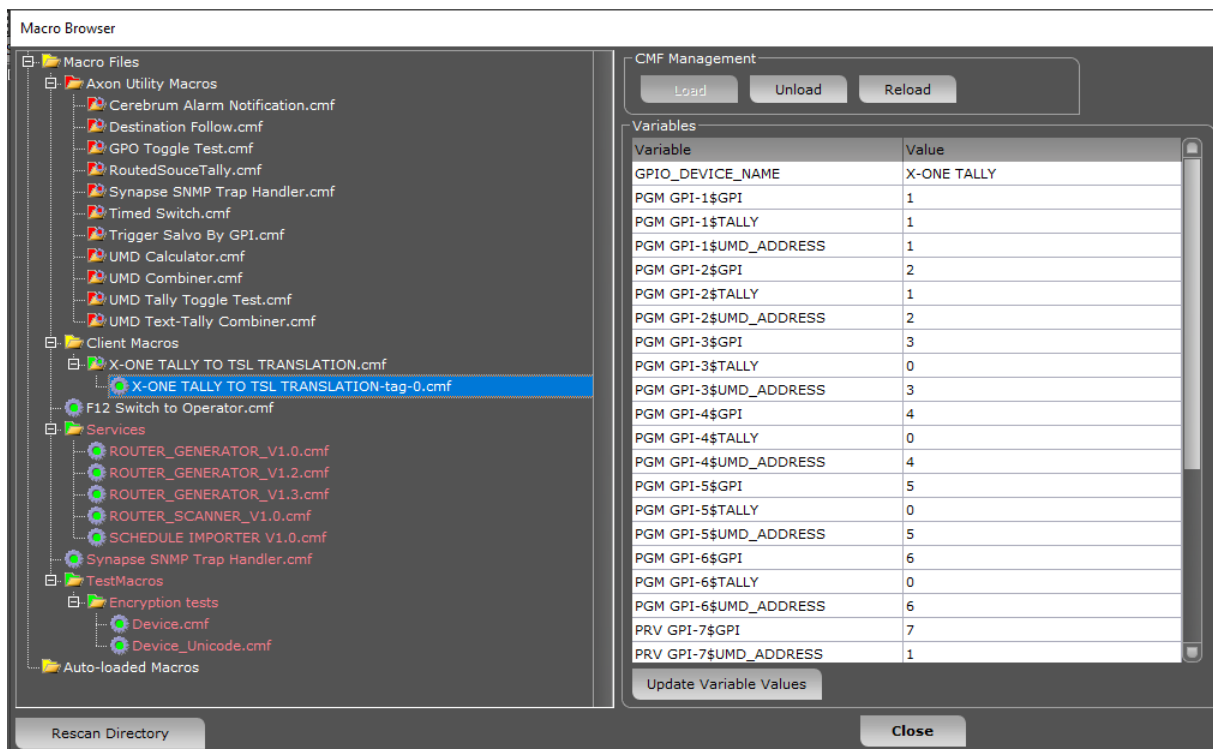 Macro Browser
Macro Files
Axon Utility Macros
Cerebrum Alarm Notification.cmf
Destination Follow.cmf
GPO Toggle Test.cmf
RoutedSouceTally.cmf
Synapse SNMP Trap Handler.cmf
Timed Switch.cmf
Trigger Salvo By GPI.cmf
UMD Calculator.cmf
UMD Combiner.cmf
UMD Tally Toggle Test.cmf
UMD Text-Tally Combiner.cmf
Client Macros
X-ONE TALLY TO TSL TRANSLATION.cmf
X-ONE TALLY TO TSL TRANSLATION-tag-0.cmf
F12 Switch to Operator.cmf
Services
ROUTER_GENERATOR_V1.0.cmf
ROUTER_GENERATOR_V1.2.cmf
ROUTER_GENERATOR_V1.3.cmf
ROUTER_SCANNER_V1.0.cmf
SCHEDULE IMPORTER V1.0.cmf
Synapse SNMP Trap Handler.cmf
TestMacros
Encryption tests
Device.cmf
Device_Unicode.cmf
Auto-loaded Macros
Rescan Directory
CMF Management
Load Unload Reload
Variables
Variable Value
GPIO_DEVICE_NAME X-ONE TALLY
PGM GPI-1$GPI 1
PGM GPI-1$TALLY 1
PGM GPI-1$UMD_ADDRESS 1
PGM GPI-2$GPI 2
PGM GPI-2$TALLY 1
PGM GPI-2$UMD_ADDRESS 2
PGM GPI-3$GPI 3
PGM GPI-3$TALLY 0
PGM GPI-3$UMD_ADDRESS 3
PGM GPI-4$GPI 4
PGM GPI-4$TALLY 0
PGM GPI-4$UMD_ADDRESS 4
PGM GPI-5$GPI 5
PGM GPI-5$TALLY 0
PGM GPI-5$UMD_ADDRESS 5
PGM GPI-6$GPI 6
PGM GPI-6$TALLY 0
PGM GPI-6$UMD_ADDRESS 6
PRV GPI-7$GPI 7
PRV GPI-7$UMD_ADDRESS 1
Update Variable Values
Close